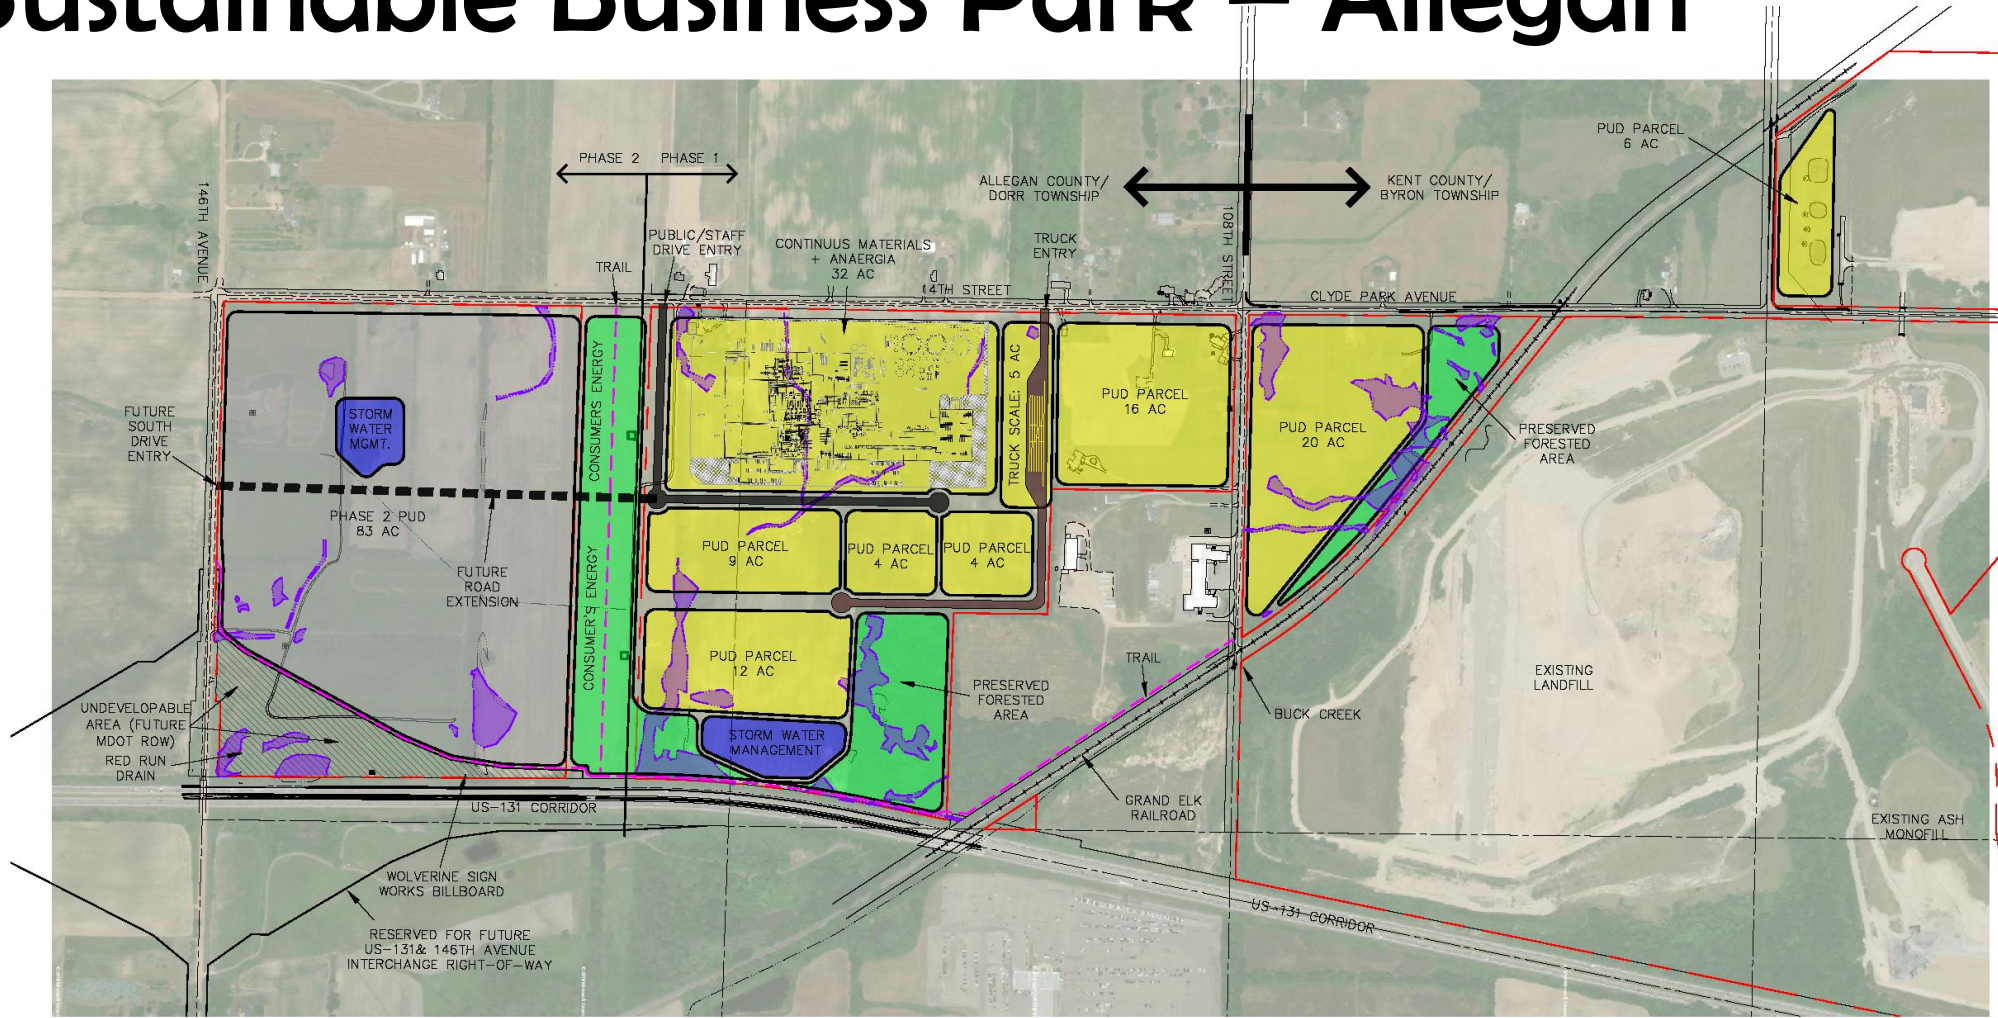 Sustainable Business Park – Allegan
PUD PARCEL
6 AC
PHASE 2
PHASE 1
ALLEGAN COUNTY/
DORR TOWNSHIP
KENT COUNTY/
BYRON TOWNSHIP
146TH AVENUE
108TH STREET
PUBLIC/STAFF
DRIVE ENTRY
CONTINUUS MATERIALS
+ ANAERGIA
32 AC
TRUCK
ENTRY
TRAIL
14TH STREET
CLYDE PARK AVENUE
CONSUMERS ENERGY
TRUCK SCALE: 5 AC
PUD PARCEL
16 AC
PUD PARCEL
20 AC
PRESERVED
FORESTED
AREA
FUTURE
SOUTH
DRIVE
ENTRY
STORM
WATER
MGMT.
PHASE 2 PUD
83 AC
FUTURE
ROAD
EXTENSION
CONSUMER'S ENERGY
PUD PARCEL
9 AC
PUD PARCEL
4 AC
PUD PARCEL
4 AC
PUD PARCEL
12 AC
TRAIL
PRESERVED
FORESTED
AREA
EXISTING
LANDFILL
BUCK CREEK
UNDEVELOPABLE
AREA (FUTURE
MDOT ROW)
RED RUN
DRAIN
STORM WATER
MANAGEMENT
US-131 CORRIDOR
GRAND ELK
RAILROAD
EXISTING ASH
MONOFILL
WOLVERINE SIGN
WORKS BILLBOARD
US-131 CORRIDOR
RESERVED FOR FUTURE
US-131& 146TH AVENUE
INTERCHANGE RIGHT-OF-WAY